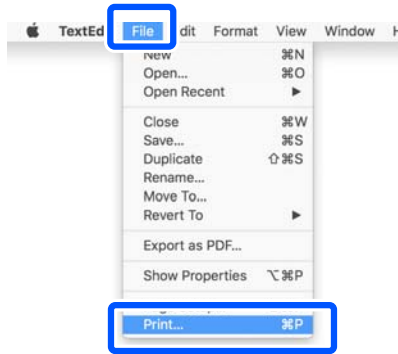 TextEd File dit Format View Window H
New ⌘N
Open... ⌘O
Open Recent ▶
Close ⌘W
Save... ⌘S
Duplicate ⇧⌘S
Rename...
Move To...
Revert To ▶
Export as PDF...
Show Properties ⌥⌘P
Print... ⌘P